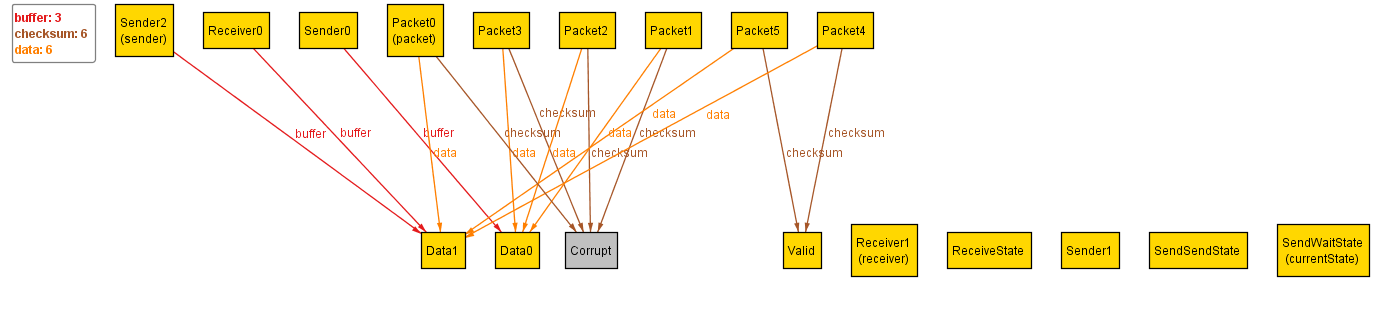 buffer: 3
checksum: 6
data: 6
Sender2
(sender)
Receiver0
Sender0
Packet0
(packet)
Packet3
Packet2
Packet1
Packet5
Packet4
checksum
data
data
buffer
buffer
buffer
checksum
data
checksum
checksum
data
data
data
checksum
checksum
Data1
Data0
Corrupt
Valid
Receiver1
(receiver)
ReceiveState
Sender1
SendSendState
SendWaitState
(currentState)